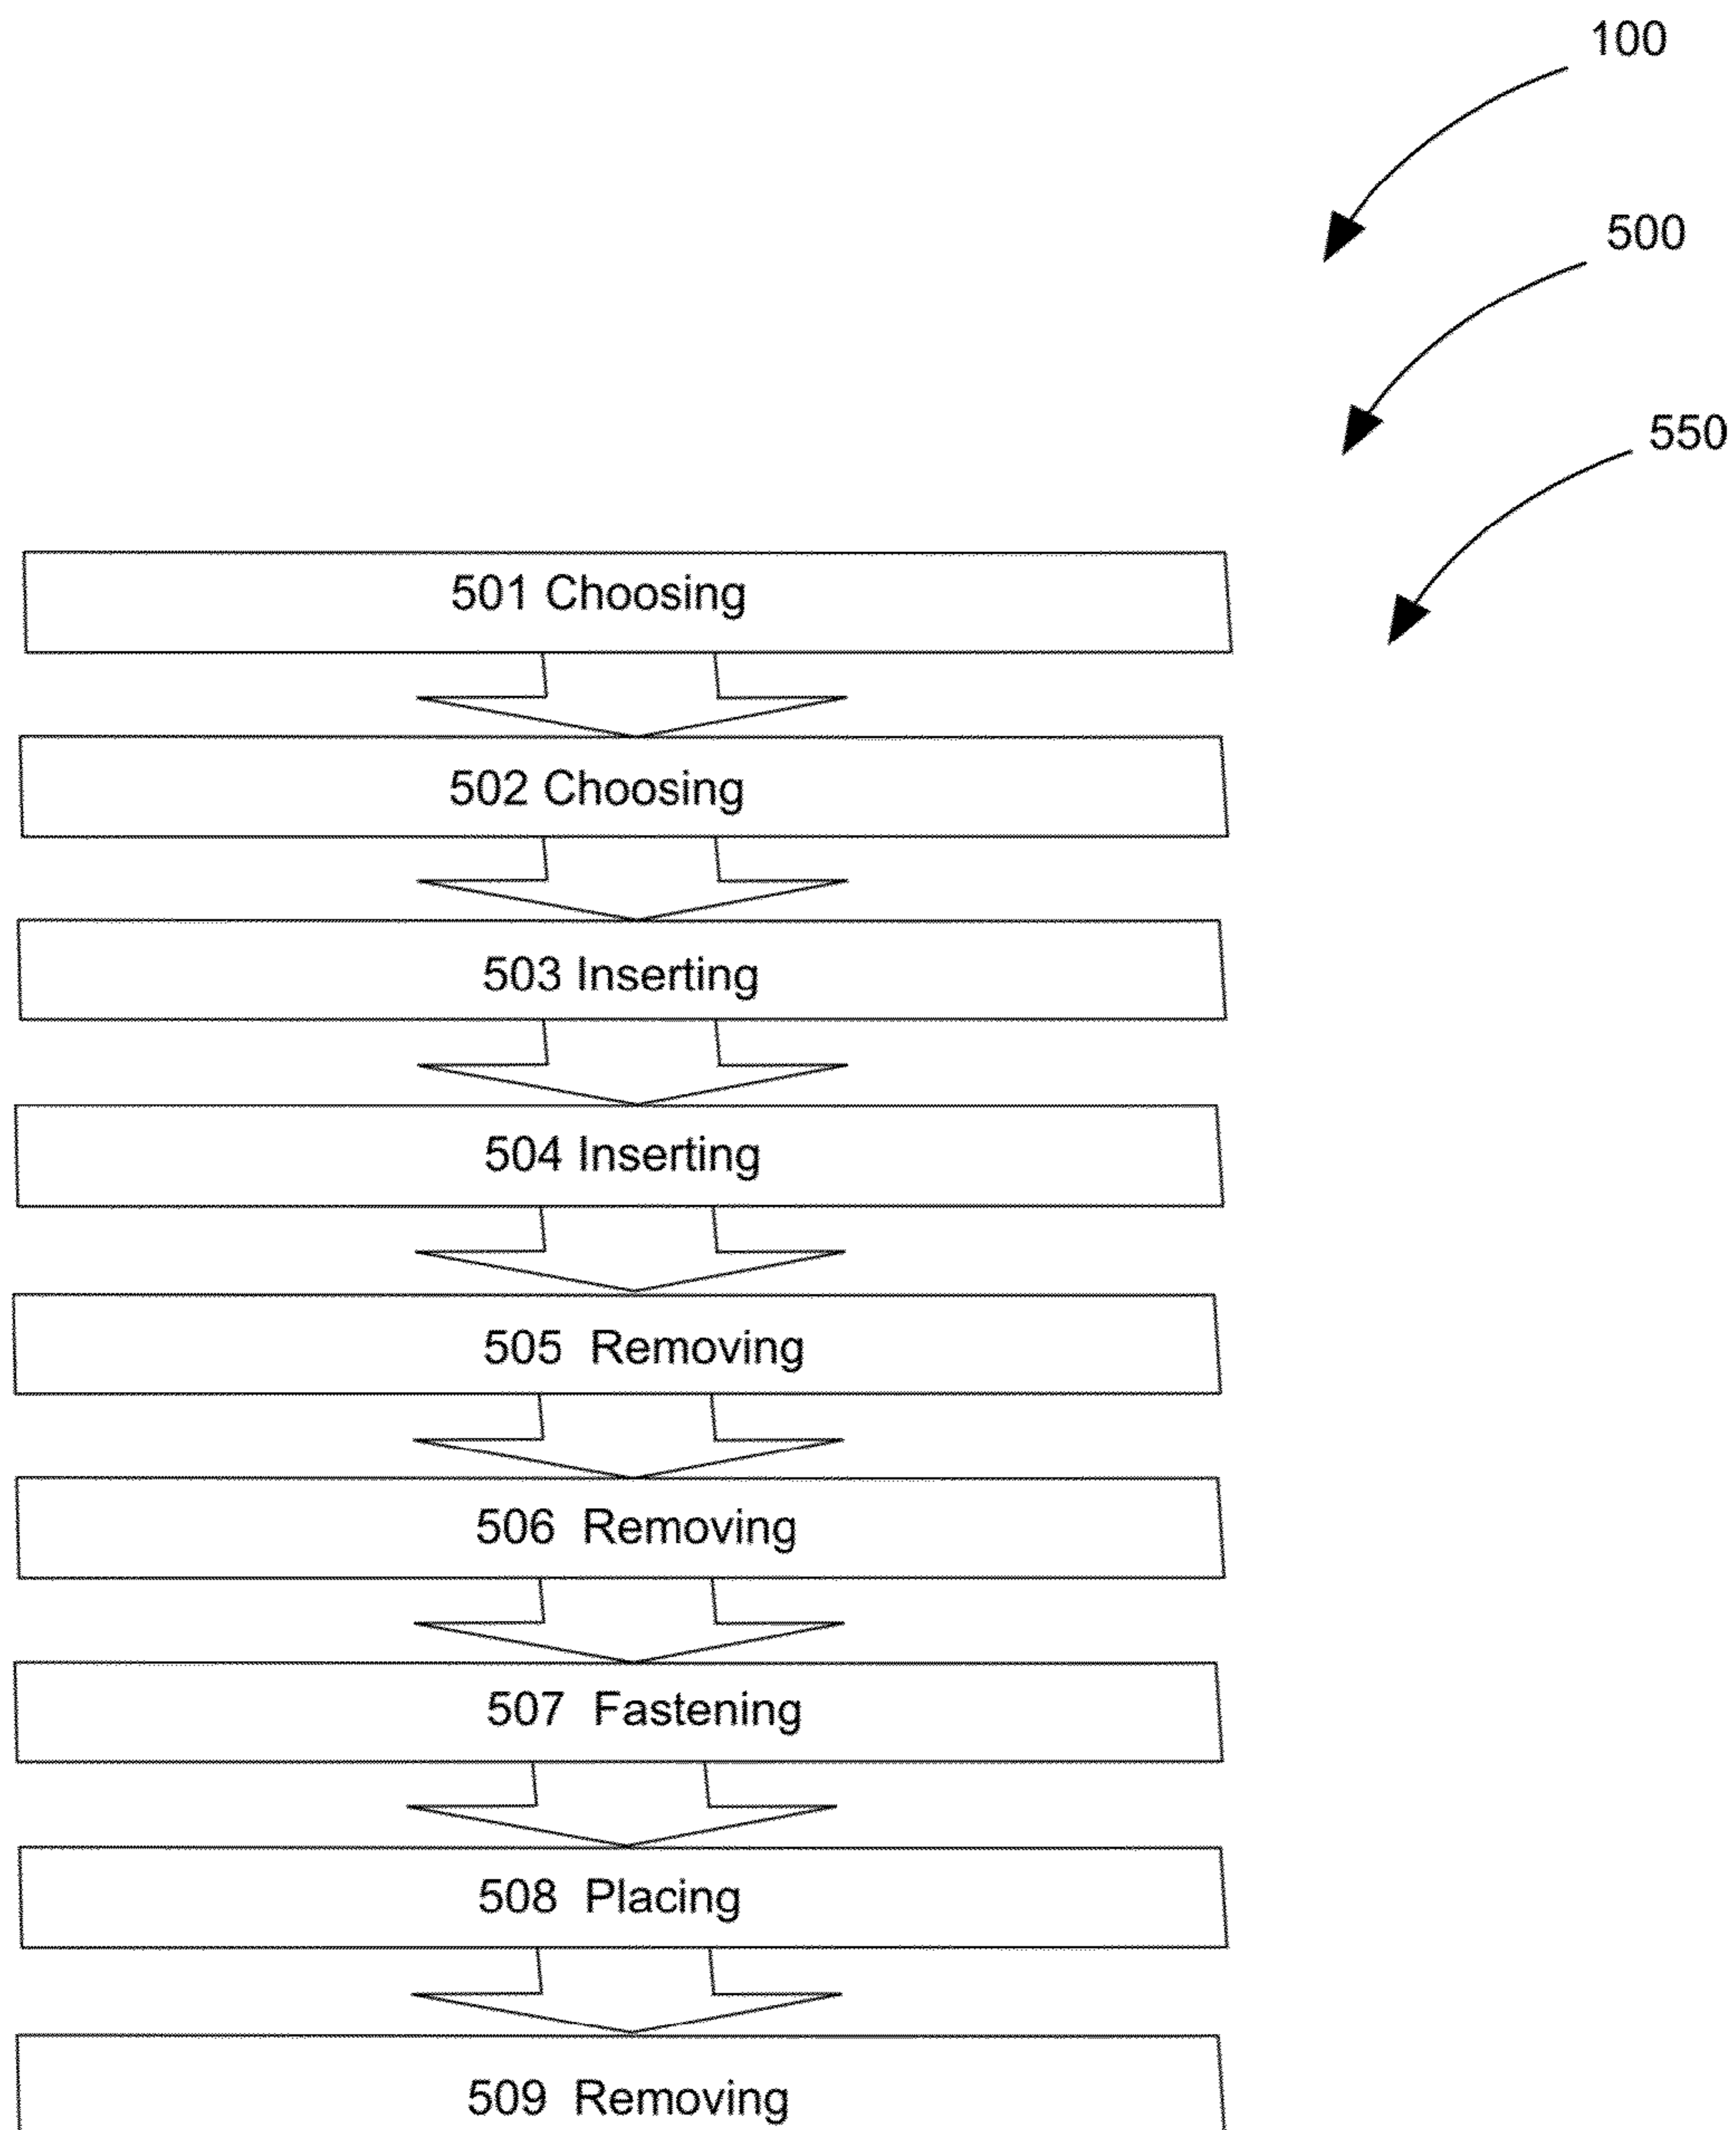 100
500
550
501 Choosing
502 Choosing
503 Inserting
504 Inserting
505 Removing
506 Removing
507 Fastening
508 Placing
509 Removing